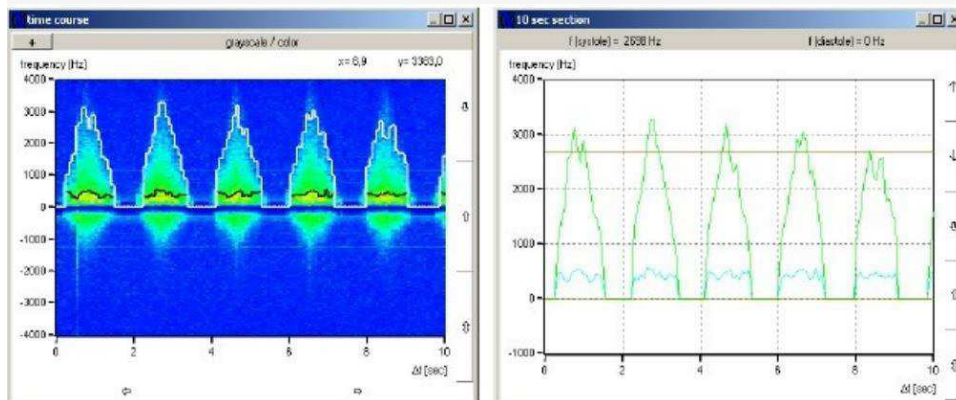 time course
+ grayscale / color
frequency [Hz] x= 6,9 y= 3363,0
4000
3000
2000
1000
0
-1000
-2000
-3000
-4000
0 2 4 6 8 10
Δt [sec]
10 sec section
f (systole) = 2698 Hz f (diastole) = 0 Hz
frequency [Hz]
4000
3000
2000
1000
0
-1000
0 2 4 6 8 10
Δt [sec]